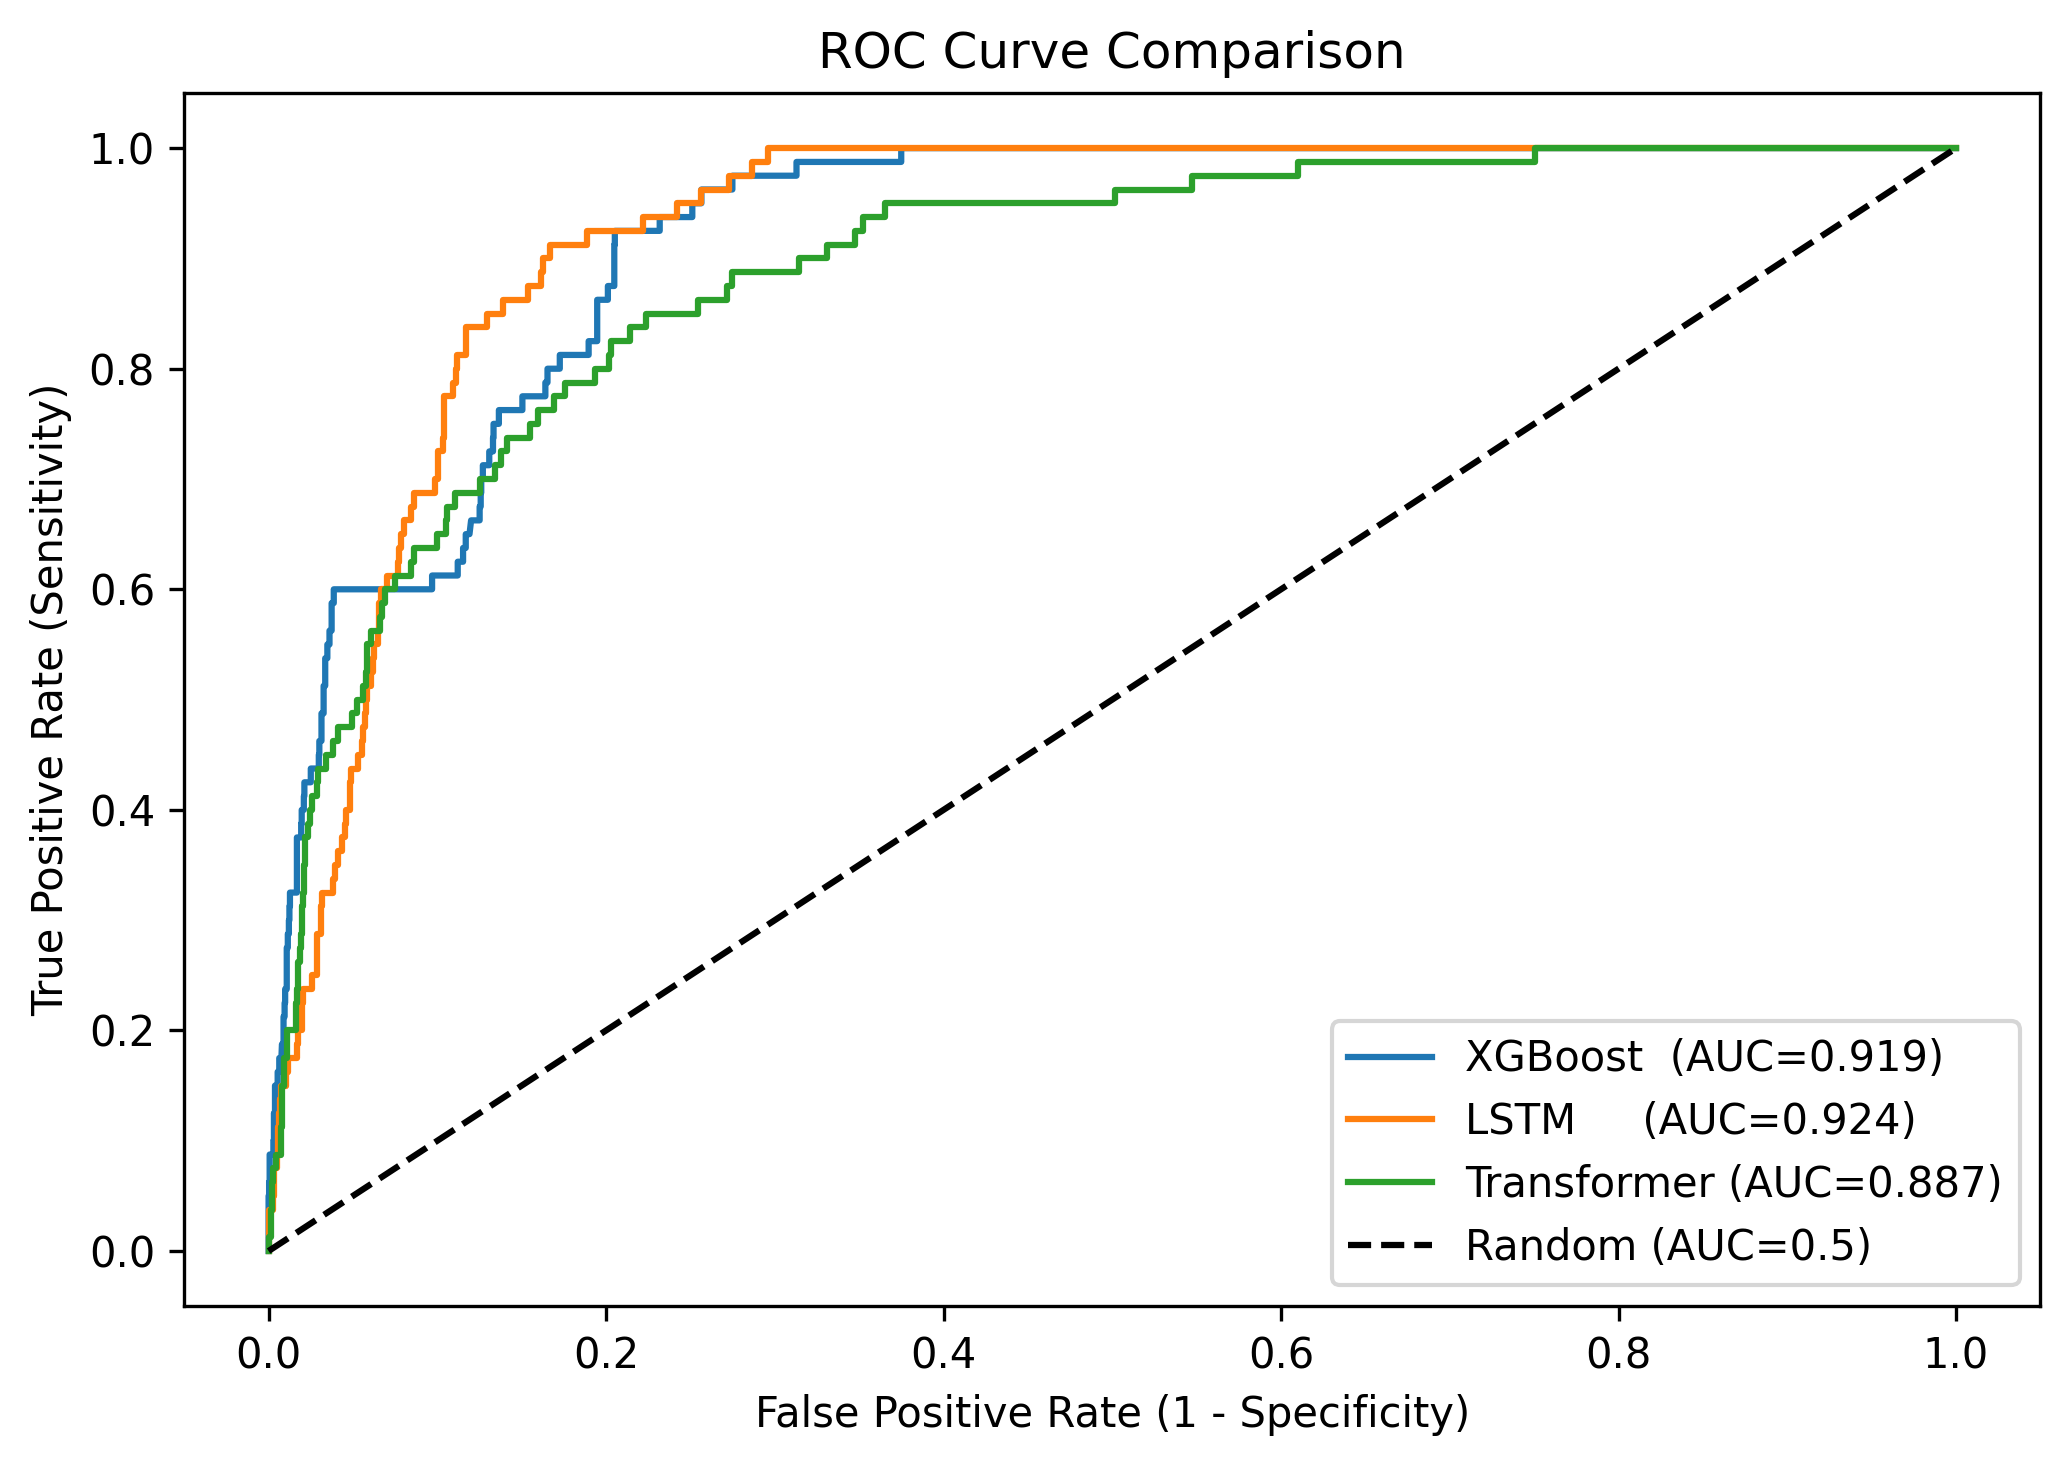 ROC Curve Comparison
True Positive Rate (Sensitivity)
1.0
0.8
0.6
0.4
0.2
0.0
0.0 0.2 0.4 0.6 0.8 1.0
False Positive Rate (1 - Specificity)
XGBoost (AUC=0.919)
LSTM (AUC=0.924)
Transformer (AUC=0.887)
Random (AUC=0.5)